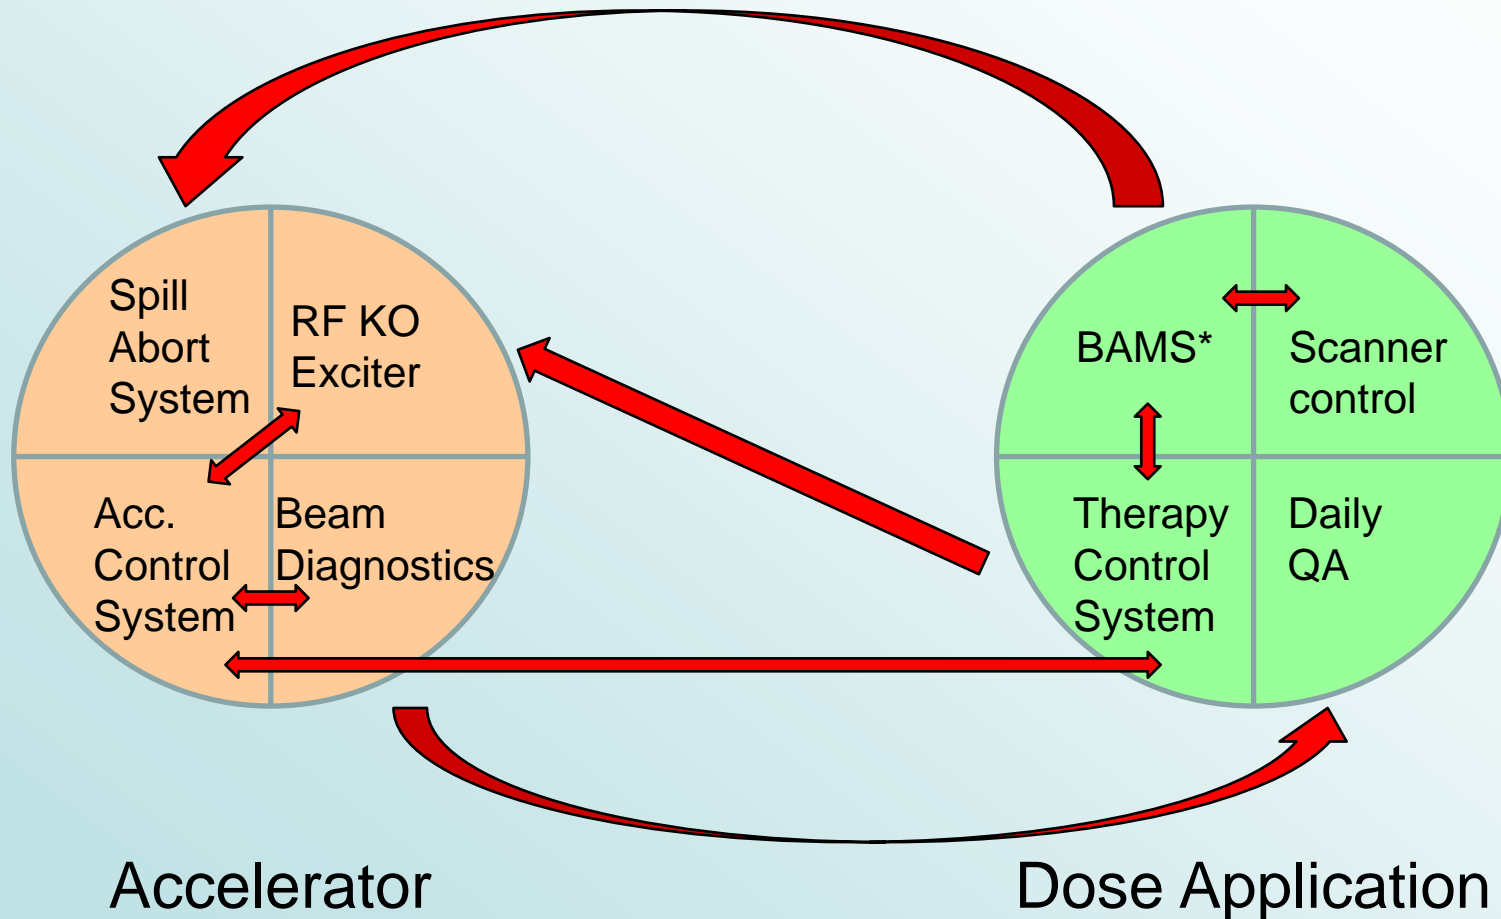 Spill
Abort
System
RF KO
Exciter
Acc.
Control
System
Beam
Diagnostics
BAMS*
Scanner
control
Therapy
Control
System
Daily
QA
Accelerator
Dose Application